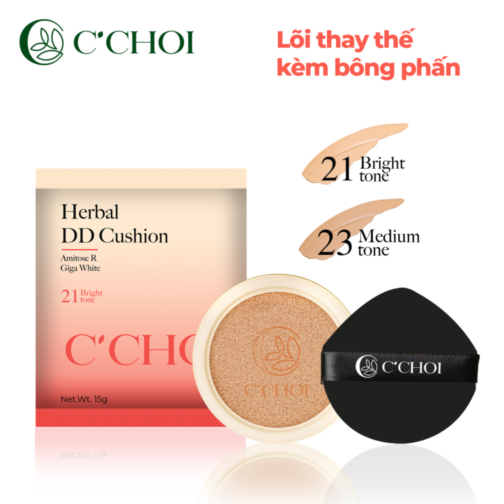 C'CHOI
Lõi thay thế
kèm bông phấn
21 Bright
tone
23 Medium
tone
Herbal
DD Cushion
Amitose R
Giga White
21 Bright
tone
C'CHO
Net.Wt. 15g
C'CHOI
C'CHOI